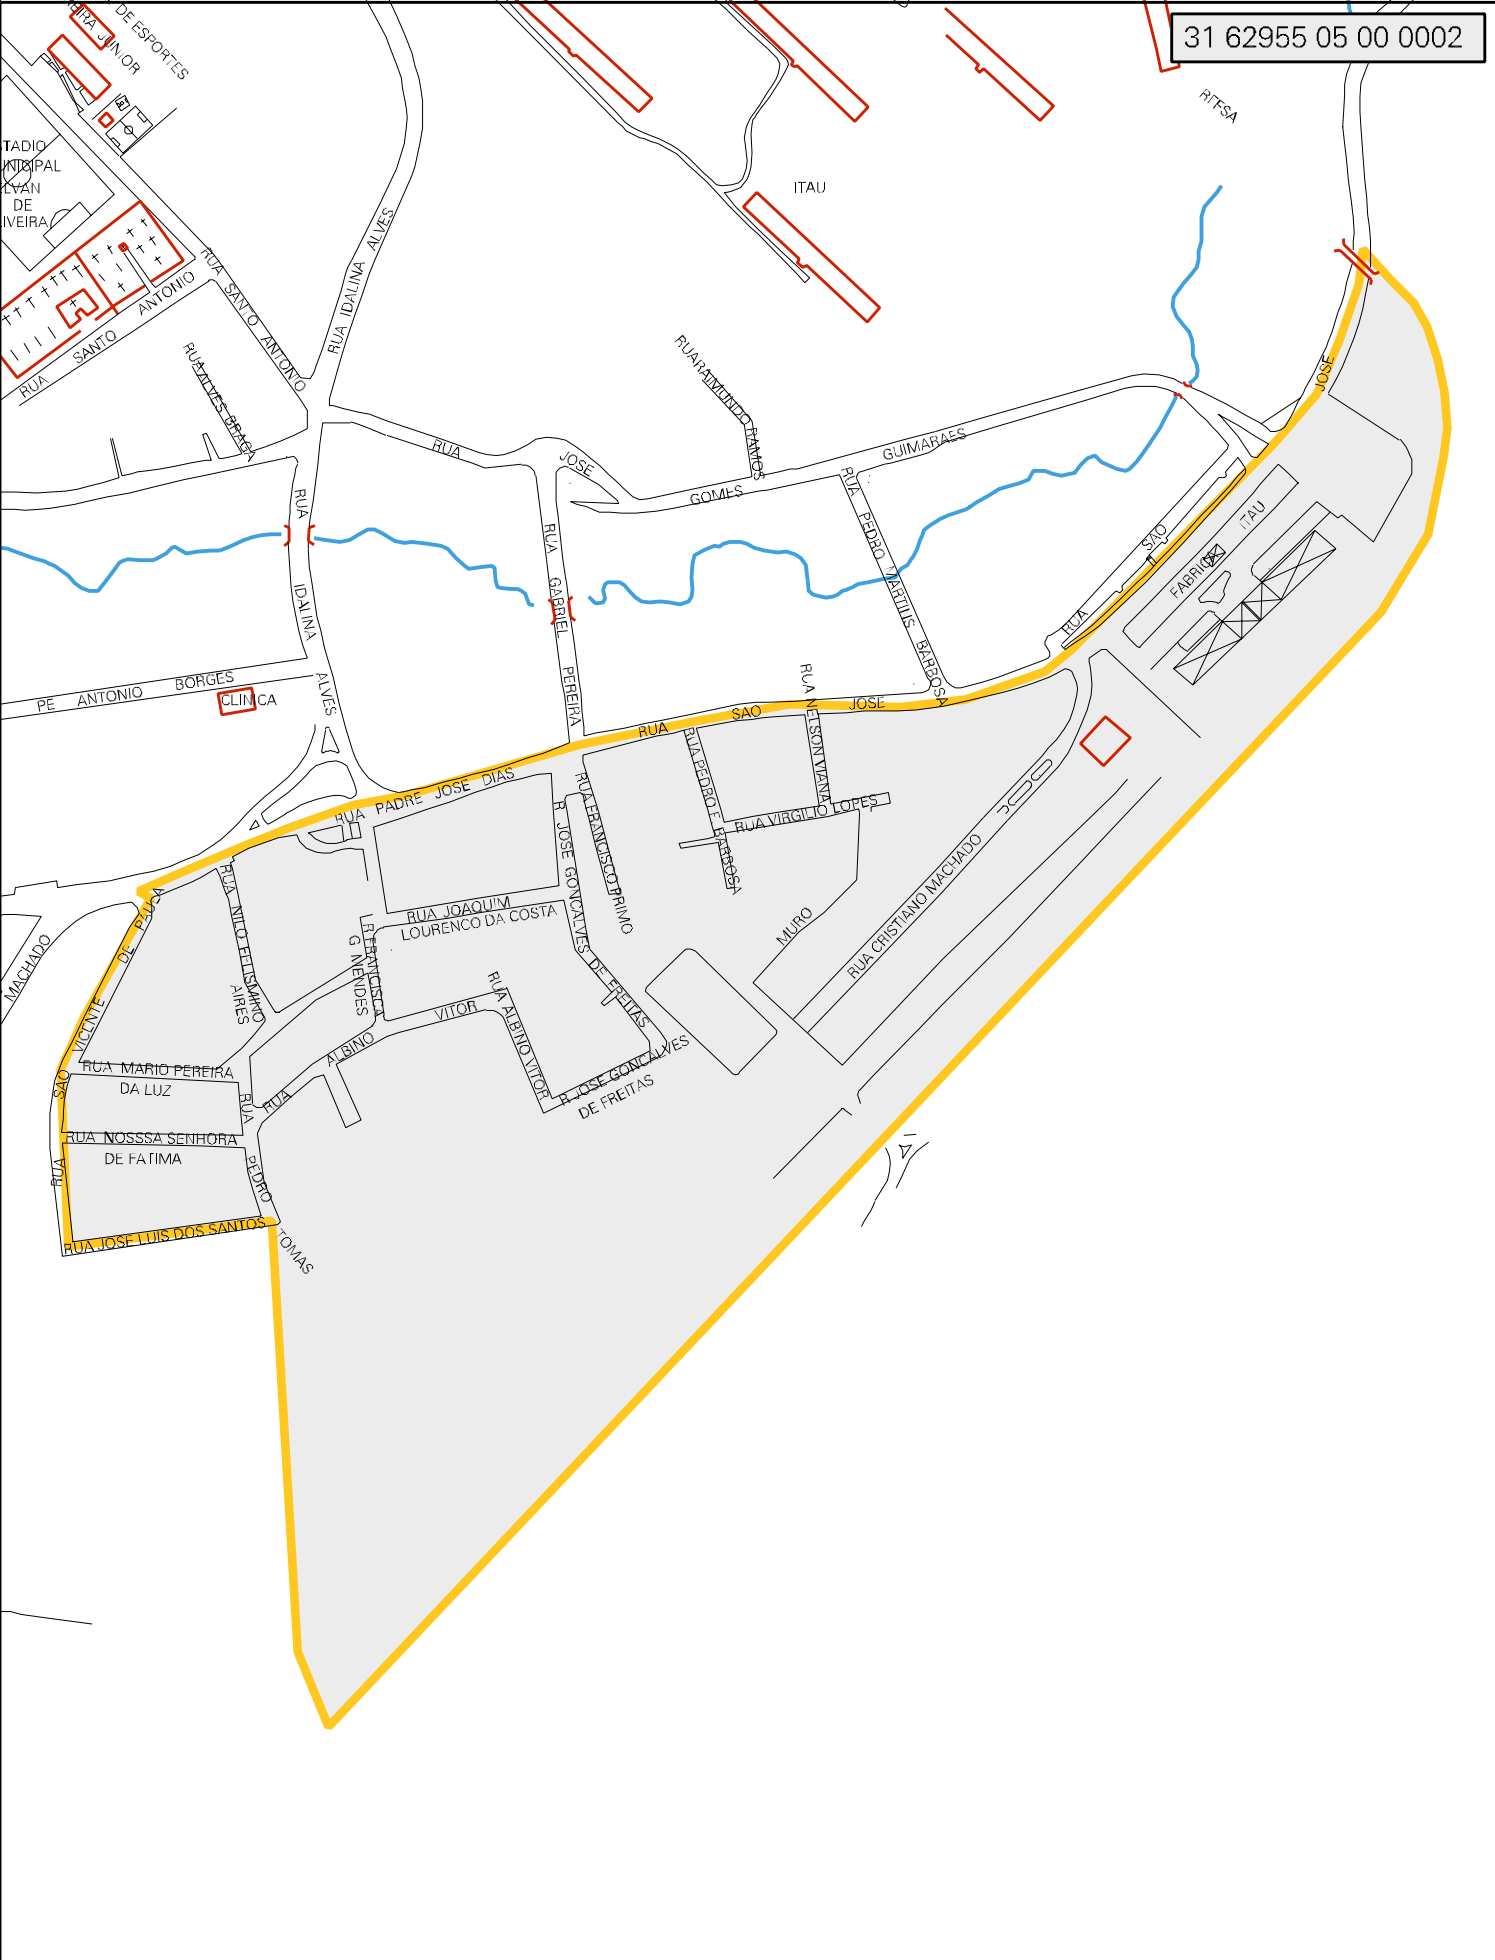 31 62955 05 00 0002
DE ESPORTES
EIRA JUNIOR
RITESA
TADIO
UNICIPAL
LVAN
DE
IVEIRA
ITAU
RUA SANTO ANTONIO
RUA SANTO ANTONIO
RUA IDALINA ALVES
RUA ALVES BRAGA
RUA RAIMUNDO RAMOS
RUA JOSE GOMES GUIMARAES
JOSE
RUA IDALINA ALVES
RUA GABRIEL PEREIRA
RUA PEDRO MARTINS BARBOSA
RUA SAO
FABRICA ITAU
PE ANTONIO BORGES
CLINICA
RUA NELSON VIANA
RUA SAO JOSE
RUA PADRE JOSE DIAS
RUA PEDRO F BARBOSA
RUA VIRGILIO LOPES
RUA FRANCISCO PRIMO
R JOSE GONCALVES DE FREITAS
RUA CRISTIANO MACHADO
MURO
RUA JOAQUIM
LOURENCO DA COSTA
R FRANCISCA
G MENDES
RUA NILO FELISMINO
AIRES
MACHADO
RUA SAO VICENTE DE PAULA
RUA ALBINO VITOR
RUA ALBINO VITOR
R JOSE GONCALVES
DE FREITAS
RUA MARIO PEREIRA
DA LUZ
RUA NOSSSA SENHORA
DE FATIMA
RUA PEDRO TOMAS
RUA JOSE LUIS DOS SANTOS